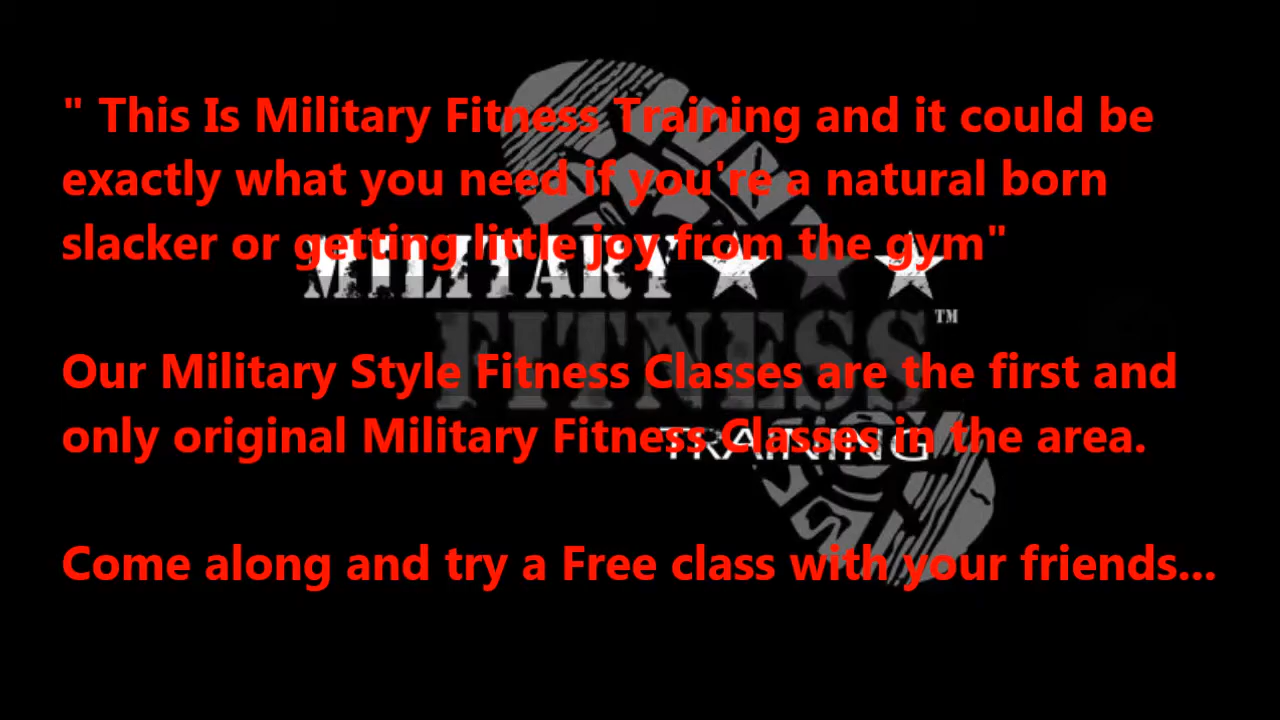 " This Is Military Fitness Training and it could be
exactly what you need if you're a natural born
slacker or getting little joy from the gym"
MILITARY
FITNESS™
Our Military Style Fitness Classes are the first and
only original Military Fitness Classes in the area.
TRAINING
Come along and try a Free class with your friends...